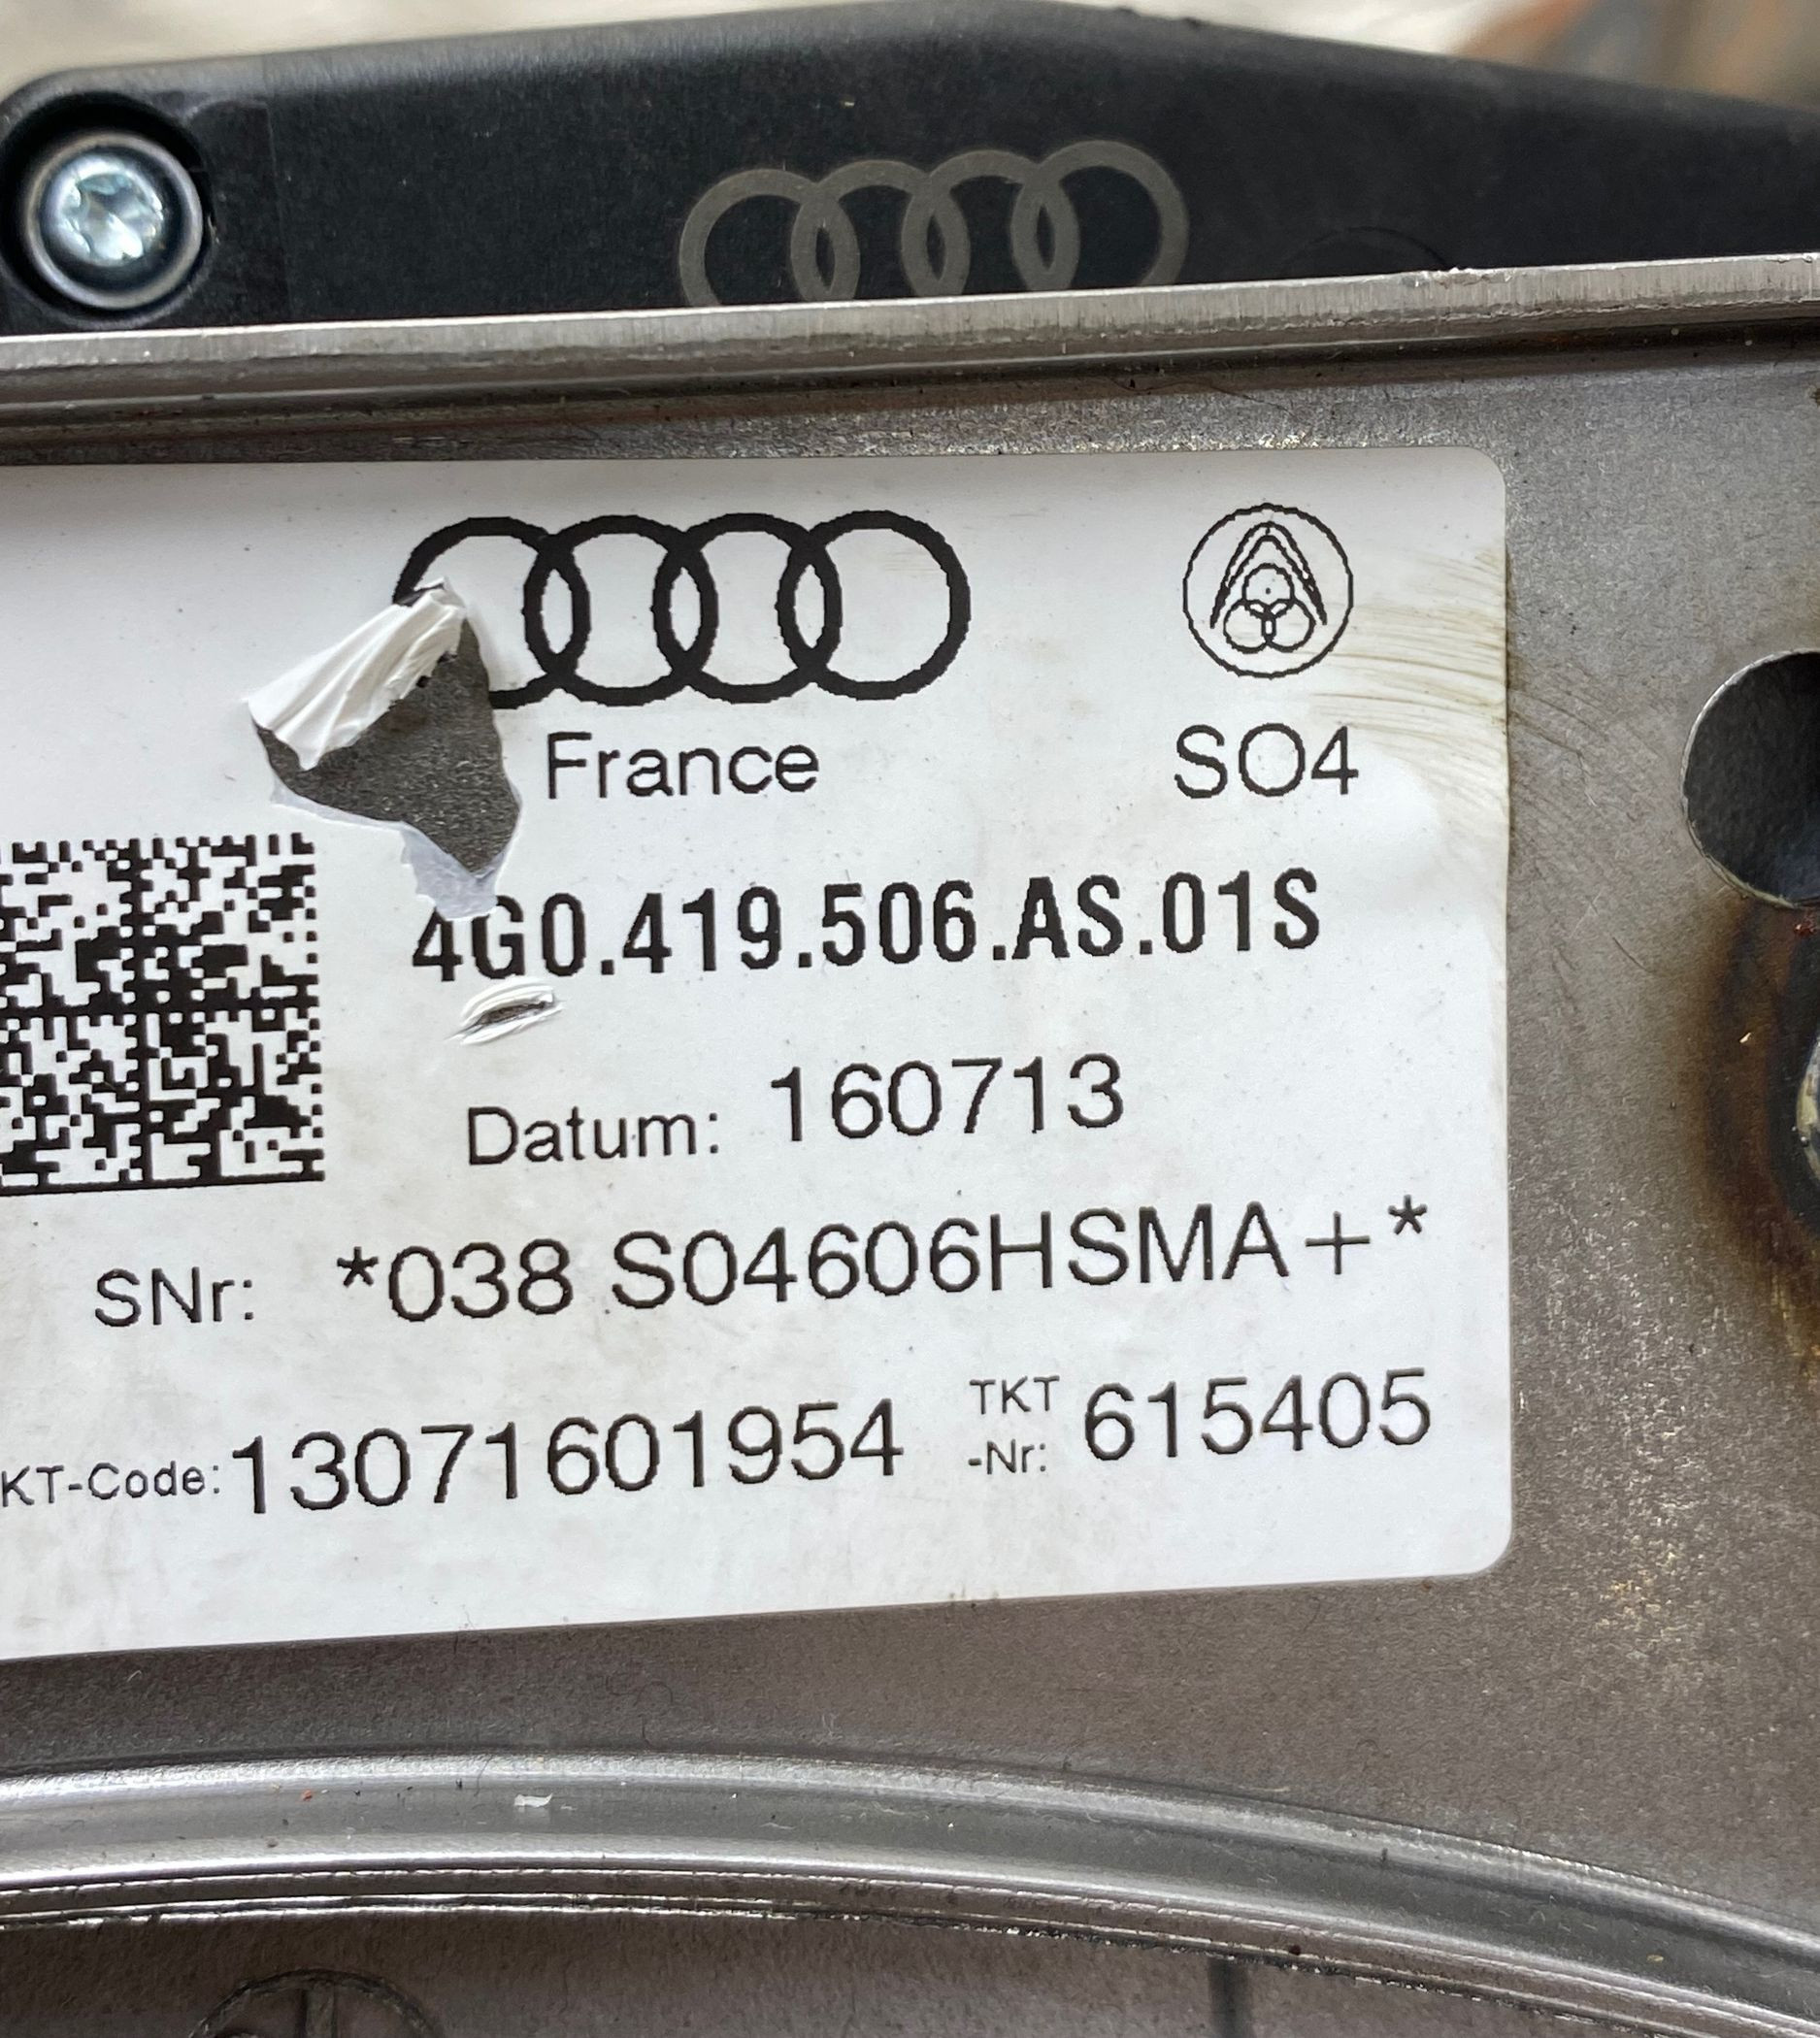 France SO4
4G0.419.506.AS.01S
Datum: 160713
SNr: *038 S04606HSMA+*
KT-Code: 13071601954 TKT-Nr: 615405